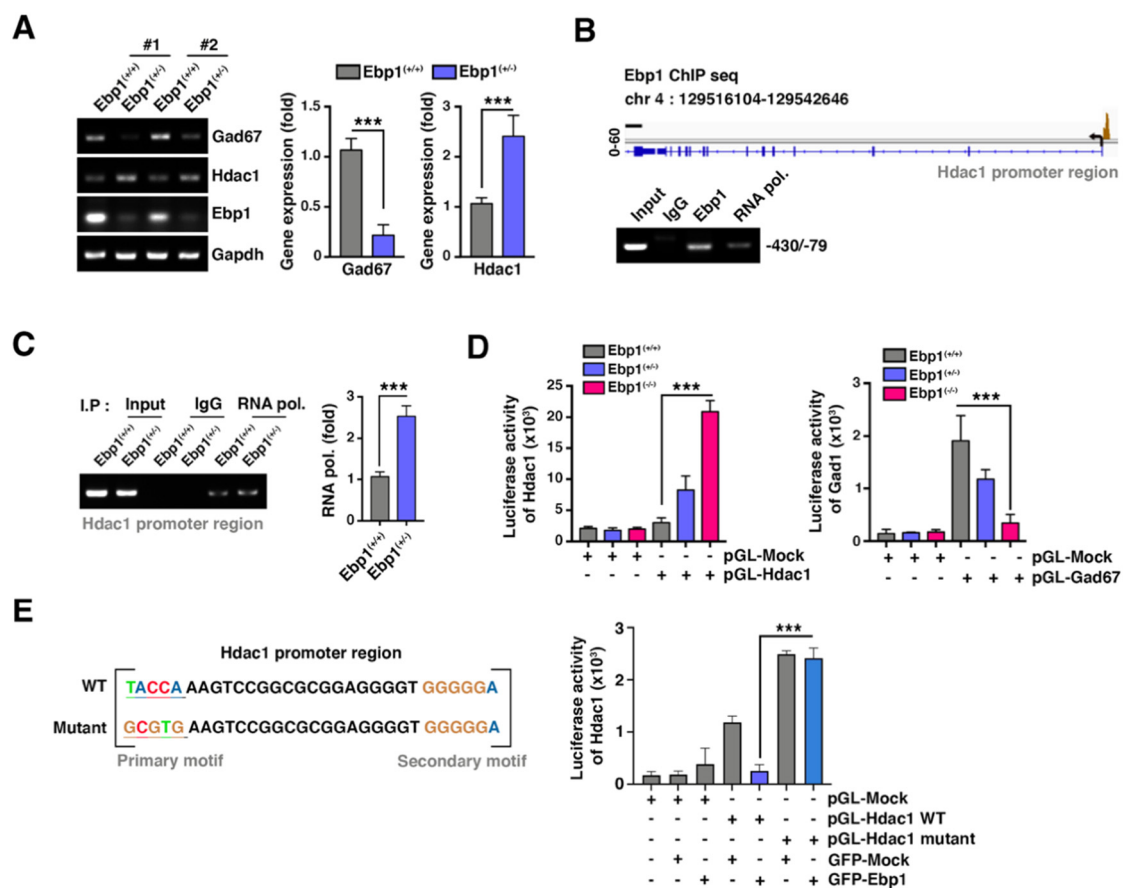 A
#1 #2
Ebp1(+/+) Ebp1(+/-) Ebp1(+/+) Ebp1(+/-)
Gad67
Hdac1
Ebp1
Gapdh
Ebp1(+/+) Ebp1(+/-)
Gene expression (fold)
1.5
1.0
0.5
0
***
Gad67
Gene expression (fold)
3
2
1
0
***
Hdac1
B
Ebp1 ChIP seq
chr 4 : 129516104-129542646
0-60
Hdac1 promoter region
Input IgG Ebp1 RNA pol.
-430/-79
C
I.P : Input IgG RNA pol.
Ebp1(+/+) Ebp1(+/-) Ebp1(+/+) Ebp1(+/-) Ebp1(+/+) Ebp1(+/-)
Hdac1 promoter region
RNA pol. (fold)
3
2
1
0
***
Ebp1(+/+) Ebp1(+/-)
D
Ebp1(+/+)
Ebp1(+/-)
Ebp1(-/-)
Luciferase activity
of Hdac1 (x10³)
25
20
15
10
5
0
***
+ + + - - - pGL-Mock
- - - + + + pGL-Hdac1
Ebp1(+/+)
Ebp1(+/-)
Ebp1(-/-)
Luciferase activity
of Gad1 (x10³)
3
2
1
0
***
+ + + - - - pGL-Mock
- - - + + + pGL-Gad67
E
Hdac1 promoter region
WT TACCA AAGTCCGGCGCGGAGGGGT GGGGGA
Mutant GCGTG AAGTCCGGCGCGGAGGGGT GGGGGA
Primary motif Secondary motif
Luciferase activity
of Hdac1 (x10³)
3
2
1
0
***
+ + + - - - - pGL-Mock
- - - + + - - pGL-Hdac1 WT
- - - - - + + pGL-Hdac1 mutant
- + - + - + - GFP-Mock
- - + - + - + GFP-Ebp1